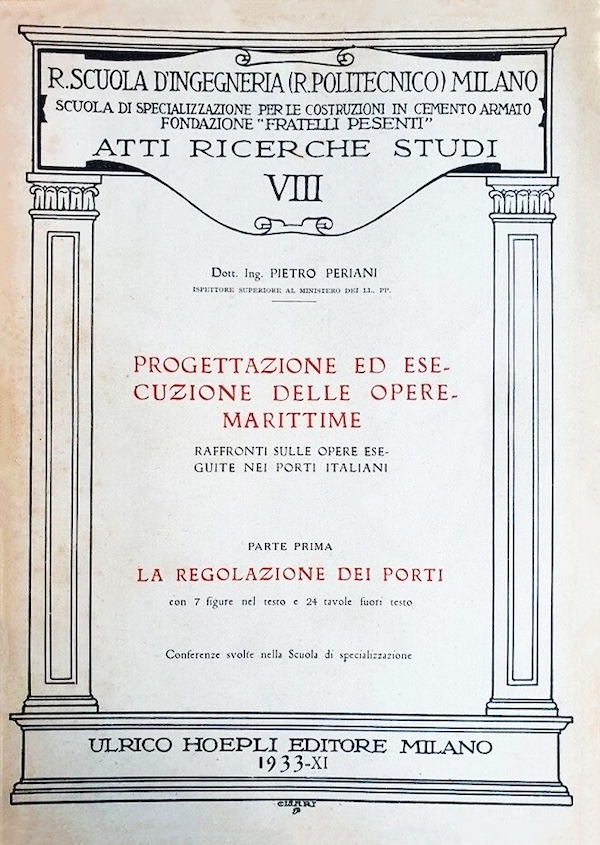 R. SCUOLA D'INGEGNERIA (R. POLITECNICO) MILANO
SCUOLA DI SPECIALIZZAZIONE PER LE COSTRUZIONI IN CEMENTO ARMATO
FONDAZIONE "FRATELLI PESENTI"
ATTI RICERCHE STUDI
VIII
Dott. Ing. PIETRO PERIANI
ISPETTORE SUPERIORE AL MINISTERO DEI LL. PP.
PROGETTAZIONE ED ESE-
CUZIONE DELLE OPERE-
MARITTIME
RAFFRONTI SULLE OPERE ESE-
GUITE NEI PORTI ITALIANI
PARTE PRIMA
LA REGOLAZIONE DEI PORTI
con 7 figure nel testo e 24 tavole fuori testo
Conferenze svolte nella Scuola di specializzazione
ULRICO HOEPLI EDITORE MILANO
1933-XI